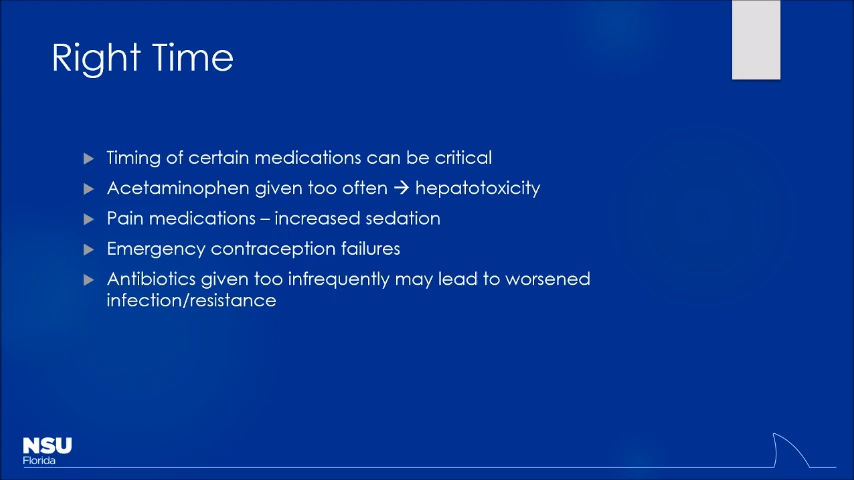 Right Time
Timing of certain medications can be critical
Acetaminophen given too often → hepatotoxicity
Pain medications – increased sedation
Emergency contraception failures
Antibiotics given too infrequently may lead to worsened
infection/resistance
NSU
Florida